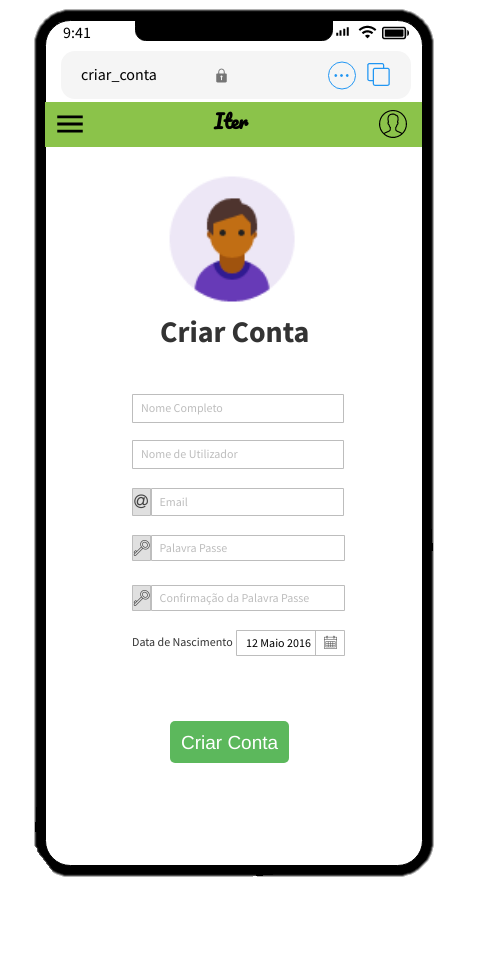 9:41
criar_conta
Iter
Criar Conta
Nome Completo
Nome de Utilizador
@ Email
Palavra Passe
Confirmação da Palavra Passe
Data de Nascimento 12 Maio 2016
Criar Conta